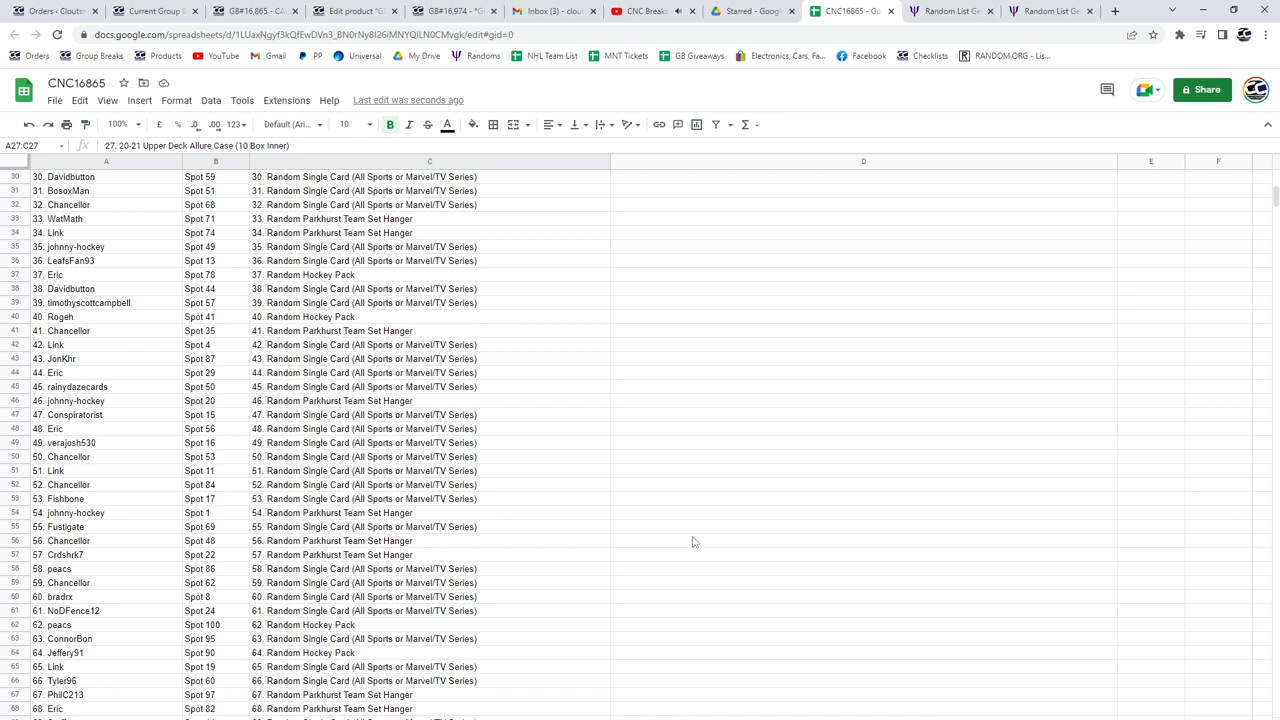 Orders < Cloutsn
Current Group B
GB#16,865 - CA
Edit product "G
GB#16,974 - *G
Inbox (3) - clout
CNC Breaks
Starred - Google
CNC16865 - Go
Random List Ge
Random List Ge
docs.google.com/spreadsheets/d/1LUaxNgyf3kQfEwDVn3_BN0rNy8I26iMNYQILN0CMvgk/edit#gid=0
Orders Group Breaks Products YouTube Gmail PP Universal My Drive Randoms NHL Team List MNT Tickets GB Giveaways Electronics, Cars, Fa... Facebook Checklists RANDOM.ORG - Lis...
CNC16865
File Edit View Insert Format Data Tools Extensions Help Last edit was seconds ago
Share
100% £ % .0 .00 123 Default (Ari... 10 B I S A
A27:C27 fx 27. 20-21 Upper Deck Allure Case (10 Box Inner)
A B C D E F
30 30. Davidbutton Spot 59 30. Random Single Card (All Sports or Marvel/TV Series)
31 31. BosoxMan Spot 51 31. Random Single Card (All Sports or Marvel/TV Series)
32 32. Chancellor Spot 68 32. Random Single Card (All Sports or Marvel/TV Series)
33 33. WatMath Spot 71 33. Random Parkhurst Team Set Hanger
34 34. Link Spot 74 34. Random Parkhurst Team Set Hanger
35 35. johnny-hockey Spot 49 35. Random Single Card (All Sports or Marvel/TV Series)
36 36. LeafsFan93 Spot 13 36. Random Single Card (All Sports or Marvel/TV Series)
37 37. Eric Spot 78 37. Random Hockey Pack
38 38. Davidbutton Spot 44 38. Random Single Card (All Sports or Marvel/TV Series)
39 39. timothyscottcampbell Spot 57 39. Random Single Card (All Sports or Marvel/TV Series)
40 40. Rogeh Spot 41 40. Random Hockey Pack
41 41. Chancellor Spot 35 41. Random Parkhurst Team Set Hanger
42 42. Link Spot 4 42. Random Single Card (All Sports or Marvel/TV Series)
43 43. JonKhr Spot 87 43. Random Single Card (All Sports or Marvel/TV Series)
44 44. Eric Spot 29 44. Random Single Card (All Sports or Marvel/TV Series)
45 45. rainydazecards Spot 50 45. Random Single Card (All Sports or Marvel/TV Series)
46 46. johnny-hockey Spot 20 46. Random Parkhurst Team Set Hanger
47 47. Conspiratorist Spot 15 47. Random Single Card (All Sports or Marvel/TV Series)
48 48. Eric Spot 56 48. Random Single Card (All Sports or Marvel/TV Series)
49 49. verajosh530 Spot 16 49. Random Single Card (All Sports or Marvel/TV Series)
50 50. Chancellor Spot 53 50. Random Single Card (All Sports or Marvel/TV Series)
51 51. Link Spot 11 51. Random Single Card (All Sports or Marvel/TV Series)
52 52. Chancellor Spot 84 52. Random Single Card (All Sports or Marvel/TV Series)
53 53. Fishbone Spot 17 53. Random Single Card (All Sports or Marvel/TV Series)
54 54. johnny-hockey Spot 1 54. Random Parkhurst Team Set Hanger
55 55. Fustigate Spot 69 55. Random Single Card (All Sports or Marvel/TV Series)
56 56. Chancellor Spot 48 56. Random Parkhurst Team Set Hanger
57 57. Crdshrk7 Spot 22 57. Random Parkhurst Team Set Hanger
58 58. peacs Spot 86 58. Random Single Card (All Sports or Marvel/TV Series)
59 59. Chancellor Spot 62 59. Random Single Card (All Sports or Marvel/TV Series)
60 60. bradrx Spot 8 60. Random Single Card (All Sports or Marvel/TV Series)
61 61. NoDFence12 Spot 24 61. Random Single Card (All Sports or Marvel/TV Series)
62 62. peacs Spot 100 62. Random Hockey Pack
63 63. ConnorBon Spot 95 63. Random Single Card (All Sports or Marvel/TV Series)
64 64. Jeffery91 Spot 90 64. Random Hockey Pack
65 65. Link Spot 19 65. Random Single Card (All Sports or Marvel/TV Series)
66 66. Tyler96 Spot 60 66. Random Single Card (All Sports or Marvel/TV Series)
67 67. PhilC213 Spot 97 67. Random Parkhurst Team Set Hanger
68 68. Eric Spot 82 68. Random Parkhurst Team Set Hanger